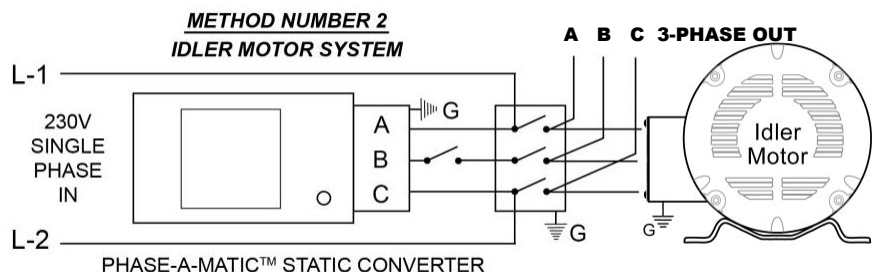 METHOD NUMBER 2
IDLER MOTOR SYSTEM
A B C 3-PHASE OUT
L-1
230V
SINGLE
PHASE
IN
L-2
A
B
C
G
G
G
Idler
Motor
PHASE-A-MATIC™ STATIC CONVERTER